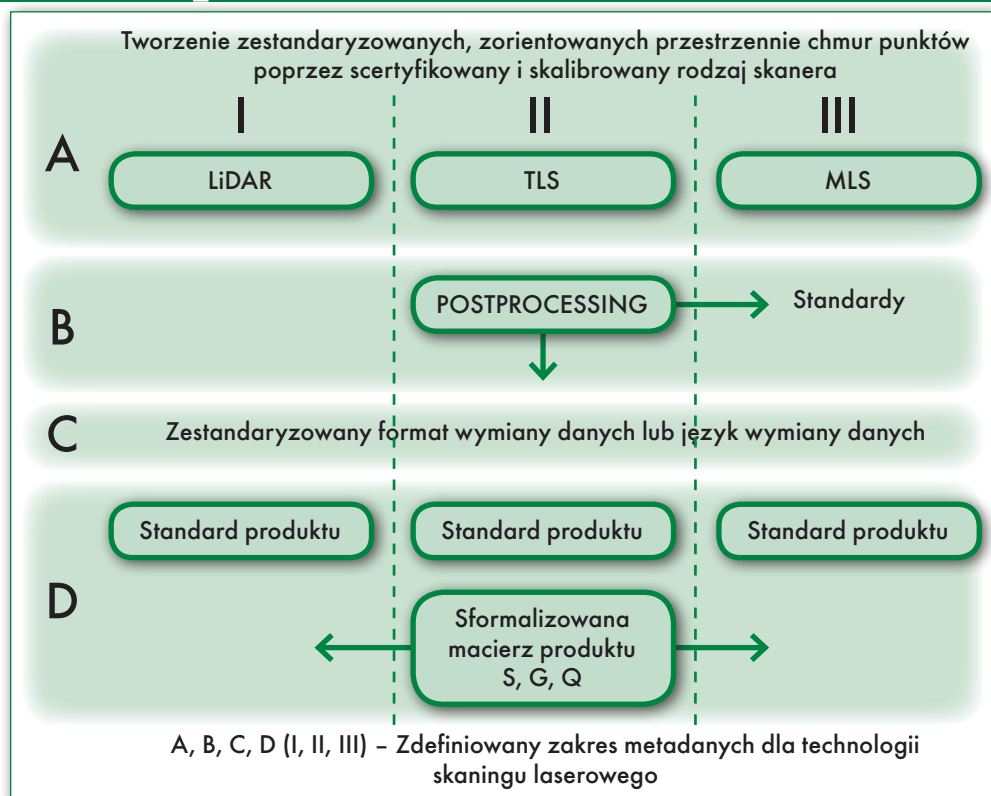 Tworzenie zestandaryzowanych, zorientowanych przestrzennie chmur punktów
poprzez scertyfikowany i skalibrowany rodzaj skanera
I II III
A
LiDAR TLS MLS
B
POSTPROCESSING Standardy
C
Zestandaryzowany format wymiany danych lub język wymiany danych
Standard produktu Standard produktu Standard produktu
D
Sformalizowana
macierz produktu
S, G, Q
A, B, C, D (I, II, III) – Zdefiniowany zakres metadanych dla technologii
skaningu laserowego